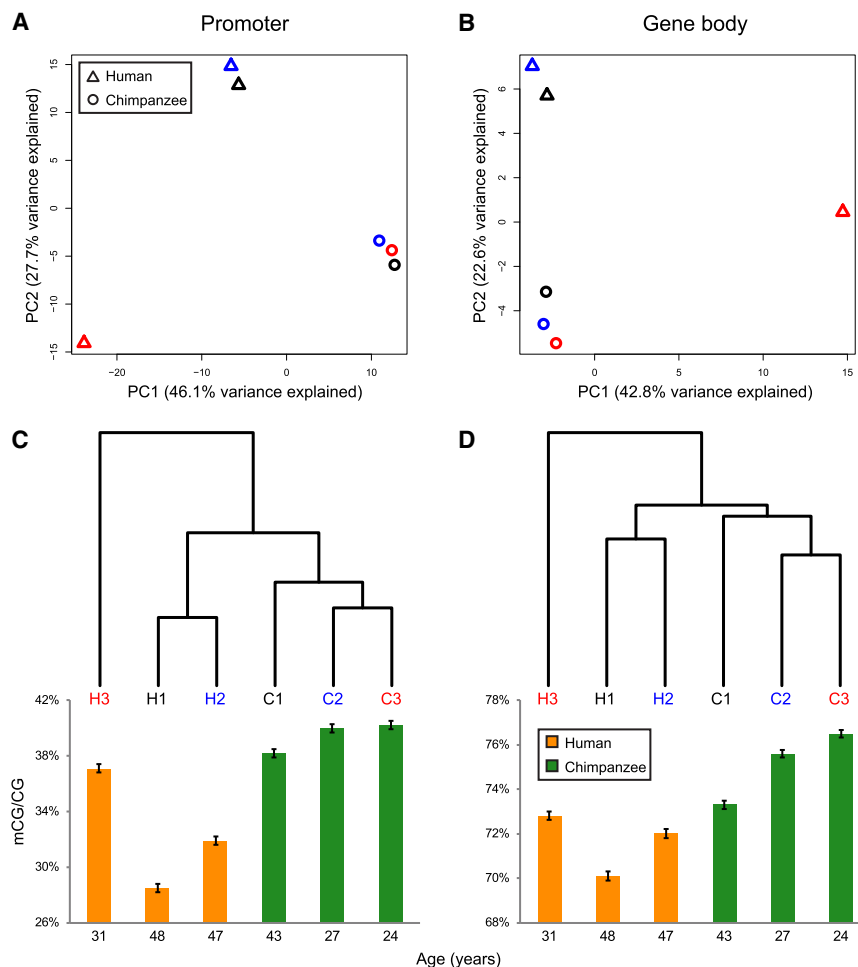 A
Promoter
Human
Chimpanzee
PC2 (27.7% variance explained)
15
10
5
0
−5
−10
−15
−20
−10
0
10
PC1 (46.1% variance explained)
B
Gene body
PC2 (22.6% variance explained)
6
4
2
0
−2
−4
0
5
10
15
PC1 (42.8% variance explained)
C
H3 H1 H2 C1 C2 C3
mCG/CG
42%
38%
34%
30%
26%
31 48 47 43 27 24
D
H3 H1 H2 C1 C2 C3
78%
76%
74%
72%
70%
68%
Human
Chimpanzee
31 48 47 43 27 24
Age (years)